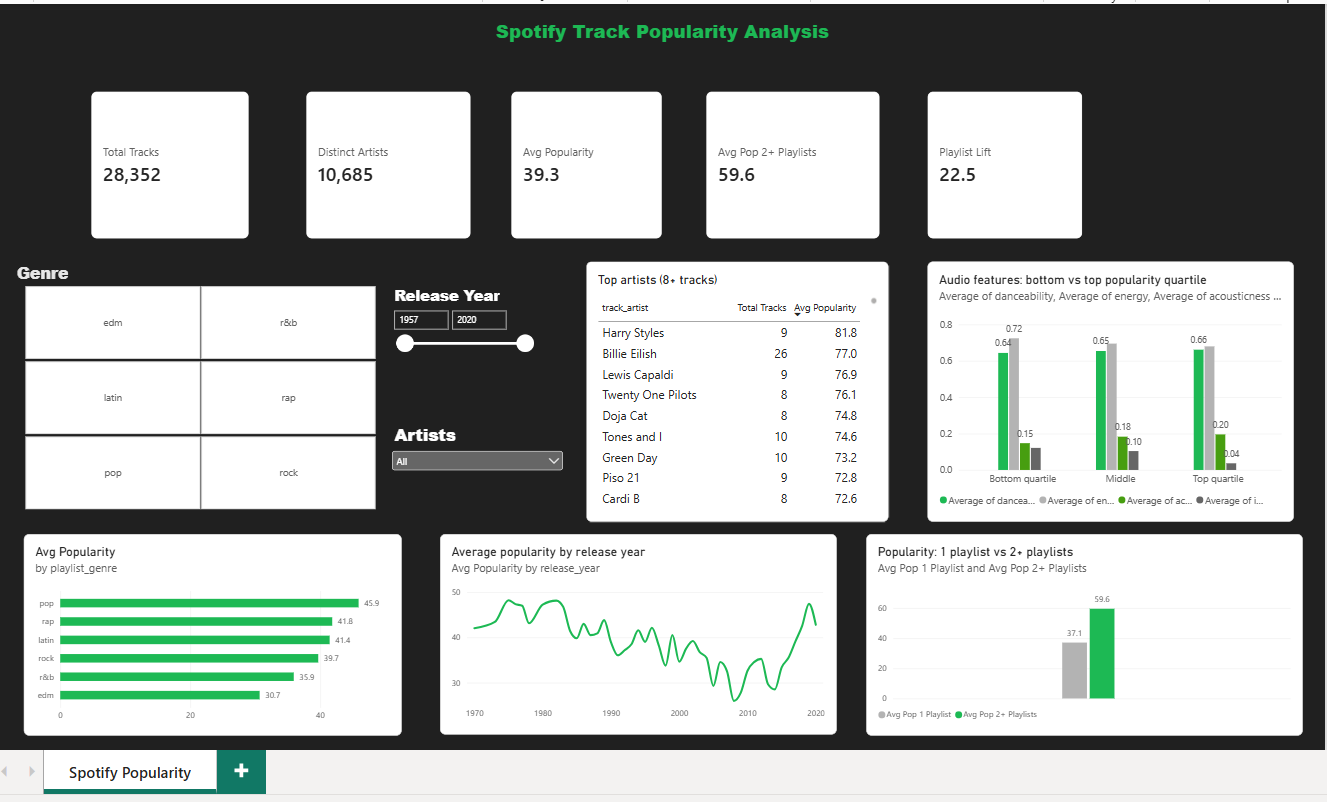 Spotify Track Popularity Analysis
Total Tracks
28,352
Distinct Artists
10,685
Avg Popularity
39.3
Avg Pop 2+ Playlists
59.6
Playlist Lift
22.5
Genre
edm
r&b
latin
rap
pop
rock
Release Year
1957
2020
Artists
All
Top artists (8+ tracks)
track_artist Total Tracks Avg Popularity
Harry Styles 9 81.8
Billie Eilish 26 77.0
Lewis Capaldi 9 76.9
Twenty One Pilots 8 76.1
Doja Cat 8 74.8
Tones and I 10 74.6
Green Day 10 73.2
Piso 21 9 72.8
Cardi B 8 72.6
Audio features: bottom vs top popularity quartile
Average of danceability, Average of energy, Average of acousticness ...
0.8
0.6
0.4
0.2
0.0
0.64
0.72
0.15
0.65
0.18
0.10
0.66
0.20
0.04
Bottom quartile
Middle
Top quartile
Average of dancea... Average of en... Average of ac... Average of i...
Avg Popularity
by playlist_genre
pop 45.9
rap 41.8
latin 41.4
rock 39.7
r&b 35.9
edm 30.7
0 20 40
Average popularity by release year
Avg Popularity by release_year
50
40
30
1970 1980 1990 2000 2010 2020
Popularity: 1 playlist vs 2+ playlists
Avg Pop 1 Playlist and Avg Pop 2+ Playlists
60
40
20
0
37.1
59.6
Avg Pop 1 Playlist Avg Pop 2+ Playlists
Spotify Popularity
+